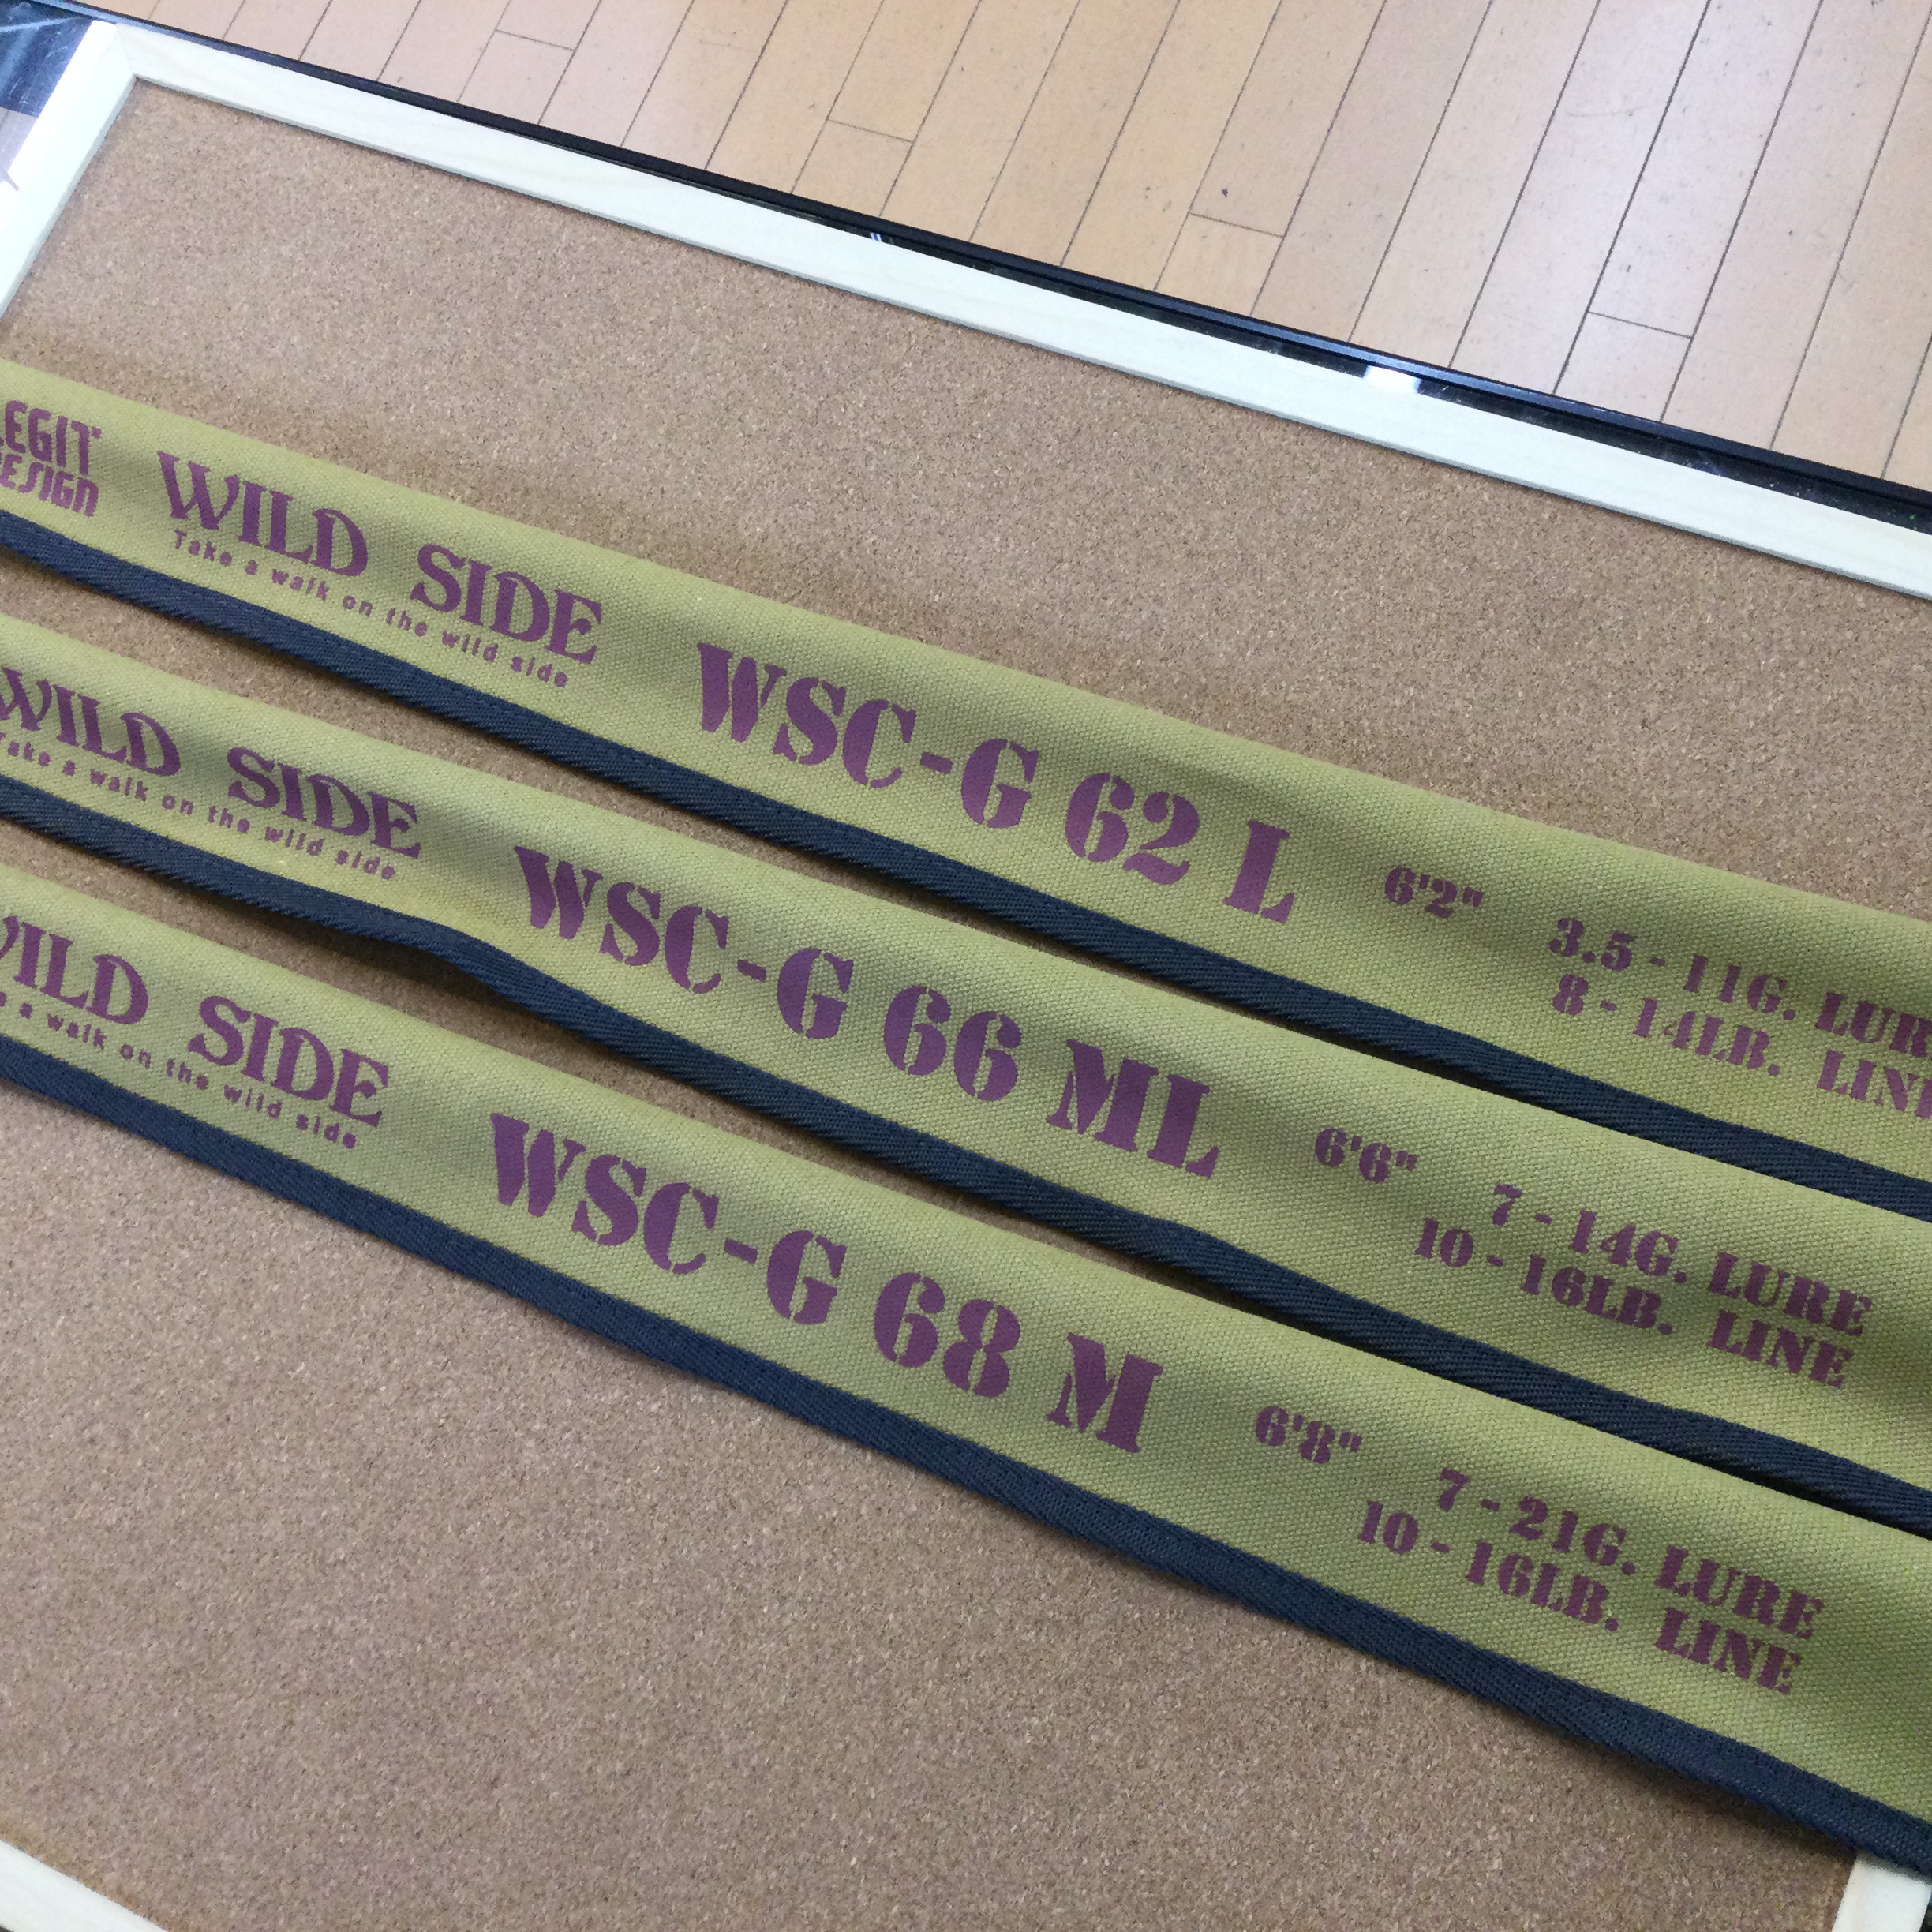 LEGIT
DESIGN
WILD SIDE
Take a walk on the wild side
WSC-G 62 L
6'2"
3.5 - 11G. LURE
8 - 14LB. LINE
WILD SIDE
Take a walk on the wild side
WSC-G 66 ML
6'6"
7 - 14G. LURE
10 - 16LB. LINE
WILD SIDE
a walk on the wild side
WSC-G 68 M
6'8"
7 - 21G. LURE
10 - 16LB. LINE